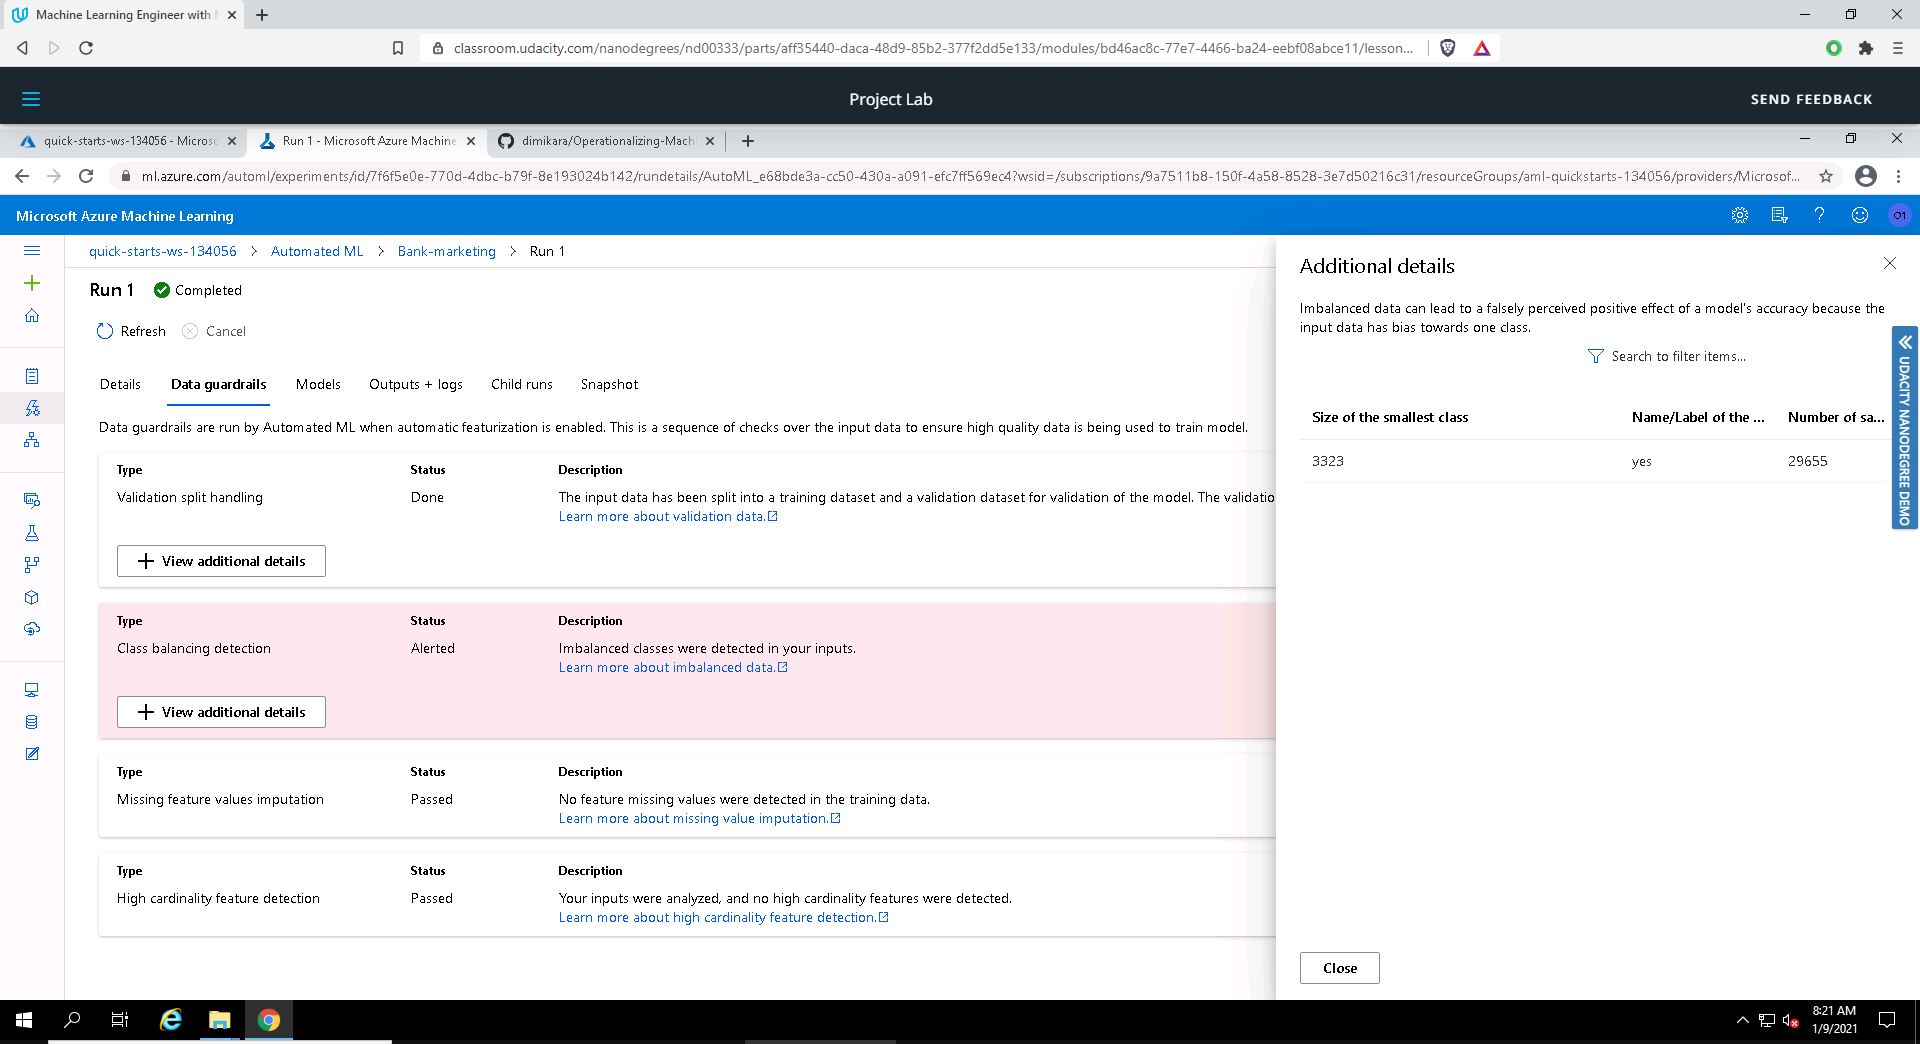 Machine Learning Engineer with
classroom.udacity.com/nanodegrees/nd00333/parts/aff35440-daca-48d9-85b2-377f2dd5e133/modules/bd46ac8c-77e7-4466-ba24-eebf08abce11/lesson...
Project Lab
SEND FEEDBACK
quick-starts-ws-134056 - Microso
Run 1 - Microsoft Azure Machine
dimikara/Operationalizing-Mach
ml.azure.com/automl/experiments/id/7f6f5e0e-770d-4dbc-b79f-8e193024b142/rundetails/AutoML_e68bde3a-cc50-430a-a091-efc7ff569ec4?wsid=/subscriptions/9a7511b8-150f-4a58-8528-3e7d50216c31/resourceGroups/aml-quickstarts-134056/providers/Microsof...
Microsoft Azure Machine Learning
O1
quick-starts-ws-134056 > Automated ML > Bank-marketing > Run 1
Run 1 Completed
Refresh Cancel
Details Data guardrails Models Outputs + logs Child runs Snapshot
Data guardrails are run by Automated ML when automatic featurization is enabled. This is a sequence of checks over the input data to ensure high quality data is being used to train model.
Type Status Description
Validation split handling Done The input data has been split into a training dataset and a validation dataset for validation of the model. The validatio
Learn more about validation data.
View additional details
Type Status Description
Class balancing detection Alerted Imbalanced classes were detected in your inputs.
Learn more about imbalanced data.
View additional details
Type Status Description
Missing feature values imputation Passed No feature missing values were detected in the training data.
Learn more about missing value imputation.
Type Status Description
High cardinality feature detection Passed Your inputs were analyzed, and no high cardinality features were detected.
Learn more about high cardinality feature detection.
Additional details
Imbalanced data can lead to a falsely perceived positive effect of a model's accuracy because the
input data has bias towards one class.
Search to filter items...
Size of the smallest class Name/Label of the ... Number of sa...
3323 yes 29655
Close
UDACITY NANODEGREE DEMO
8:21 AM
1/9/2021